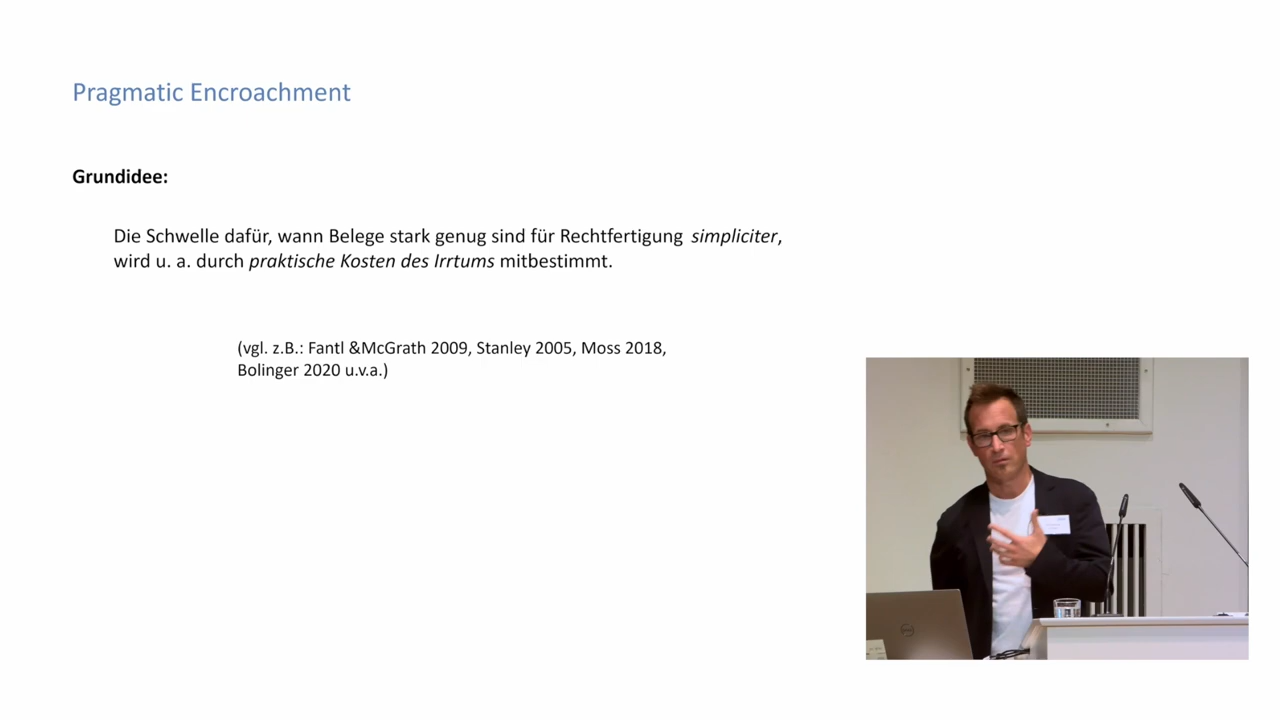 Pragmatic Encroachment
Grundidee:
Die Schwelle dafür, wann Belege stark genug sind für Rechtfertigung simpliciter,
wird u. a. durch praktische Kosten des Irrtums mitbestimmt.
(vgl. z.B.: Fantl &McGrath 2009, Stanley 2005, Moss 2018,
Bolinger 2020 u.v.a.)